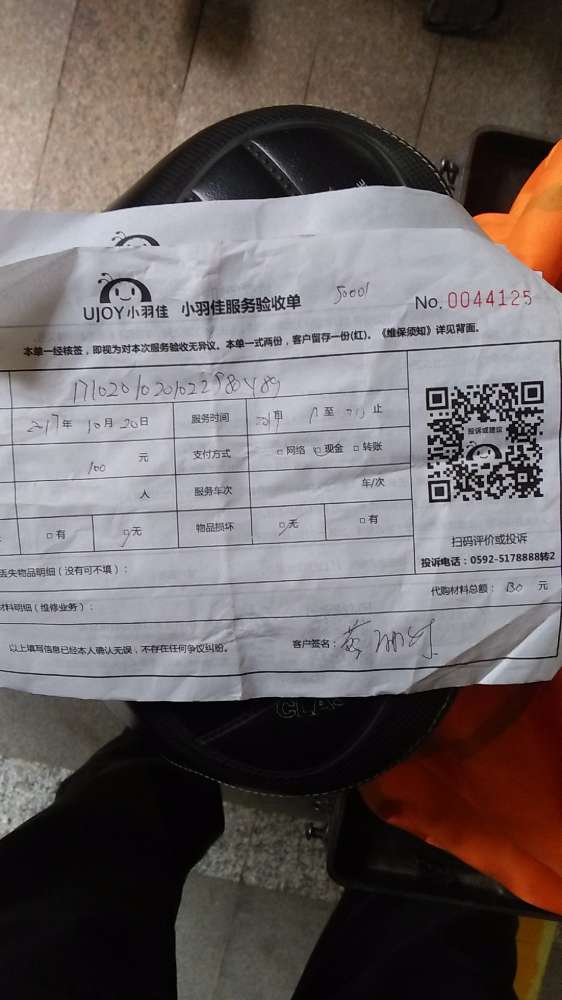 UJOY小羽佳 小羽佳服务验收单 50001 No.0044125
本单一经核签，即视为对本次服务验收无异议。本单一式两份，客户留存一份(红)。《维保须知》详见背面。
2017年10月20日 服务时间 至 止
100 元 支付方式 □网络 □现金 □转账
人 服务车次 年/次
□有 □无 物品损坏 □无 □有
投诉或建议
扫码评价或投诉
投诉电话：0592-5178888转2
丢失物品明细（没有可不填）：
材料明细（维修业务）： 代购材料总额：130 元
以上填写信息已经本人确认无误，不存在任何争议纠纷。 客户签名：